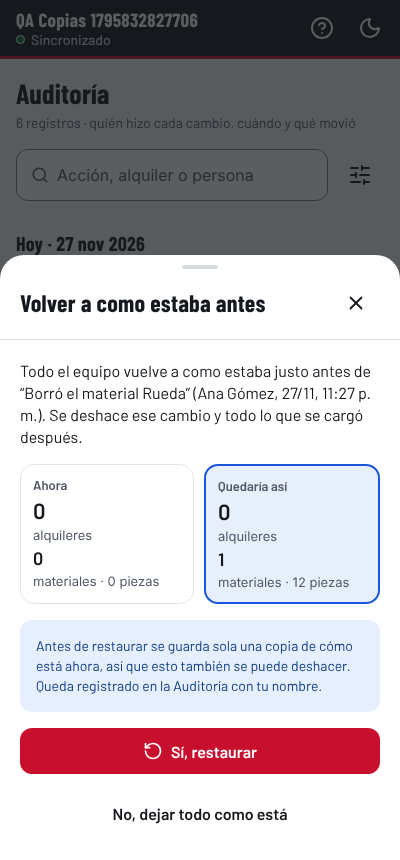 QA Copias 1795832827706
Sincronizado
Auditoría
6 registros · quién hizo cada cambio, cuándo y qué movió
Acción, alquiler o persona
Hoy · 27 nov 2026
Volver a como estaba antes
Todo el equipo vuelve a como estaba justo antes de
“Borró el material Rueda” (Ana Gómez, 27/11, 11:27 p.
m.). Se deshace ese cambio y todo lo que se cargó
después.
Ahora
0
alquileres
0
materiales · 0 piezas
Quedaría así
0
alquileres
1
materiales · 12 piezas
Antes de restaurar se guarda sola una copia de cómo
está ahora, así que esto también se puede deshacer.
Queda registrado en la Auditoría con tu nombre.
Sí, restaurar
No, dejar todo como está